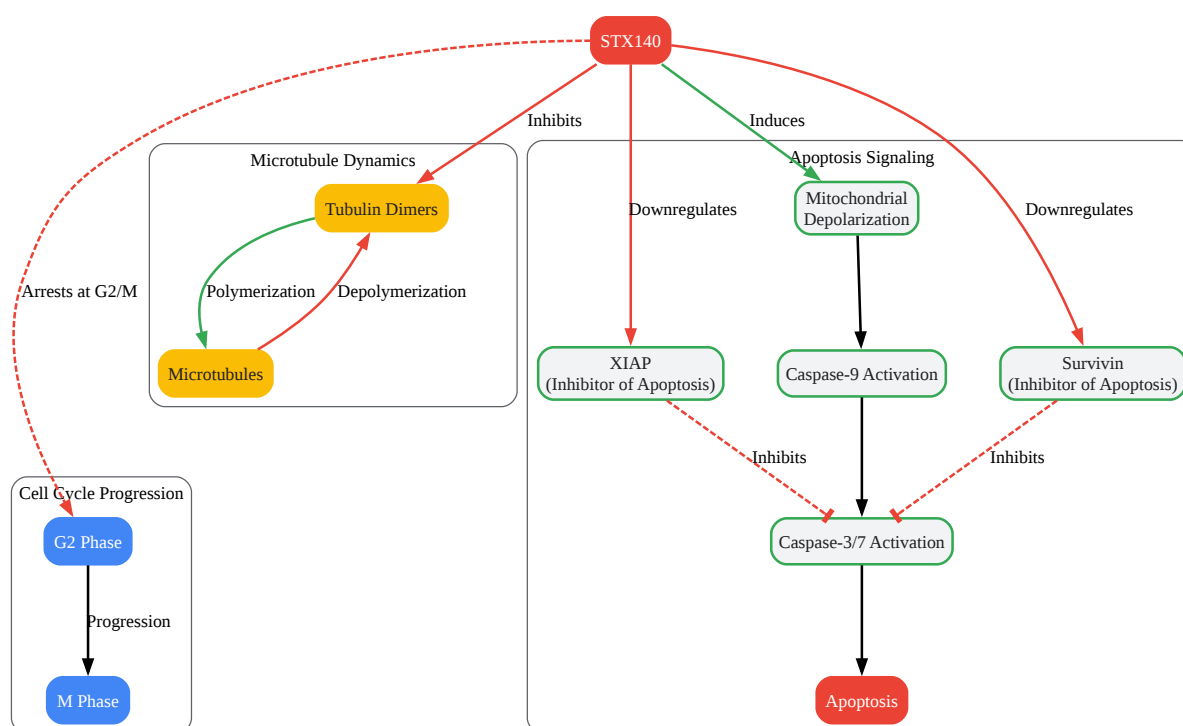 STX140
Inhibits
Induces
Microtubule Dynamics
Apoptosis Signaling
Tubulin Dimers
Mitochondrial
Depolarization
Downregulates
Downregulates
Arrests at G2/M
Polymerization
Depolymerization
Microtubules
XIAP
(Inhibitor of Apoptosis)
Caspase-9 Activation
Survivin
(Inhibitor of Apoptosis)
Inhibits
Inhibits
Cell Cycle Progression
G2 Phase
Caspase-3/7 Activation
Progression
M Phase
Apoptosis